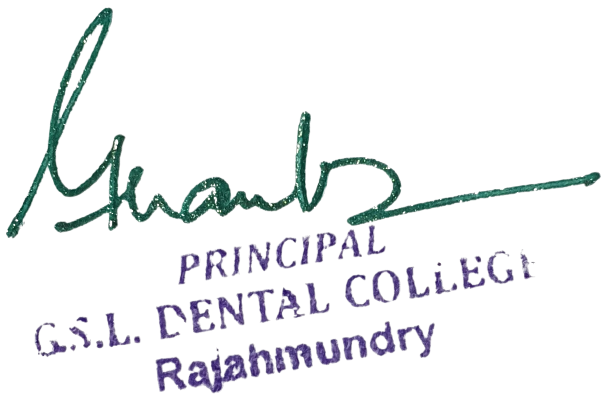 PRINCIPAL
G.S.L. DENTAL COLLEGE
Rajahmundry